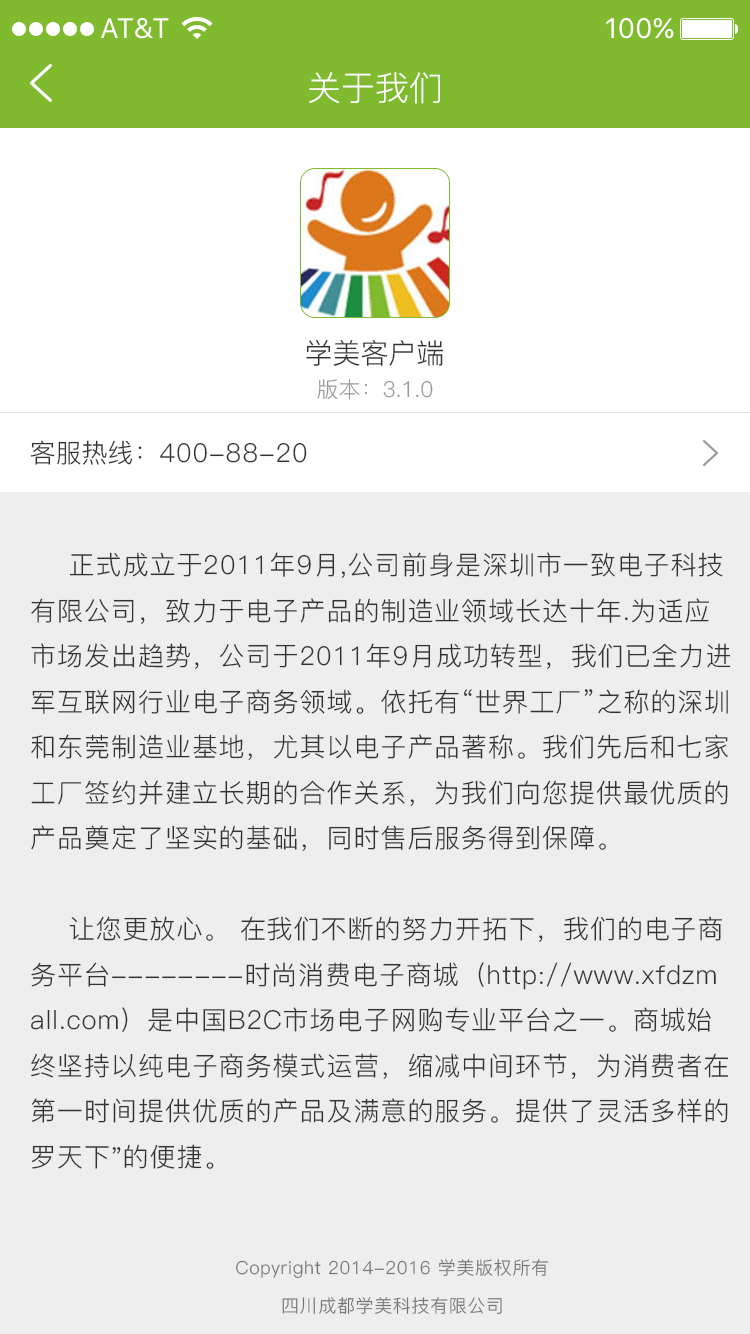 AT&T 100%
关于我们
学美客户端
版本：3.1.0
客服热线：400-88-20
正式成立于2011年9月,公司前身是深圳市一致电子科技
有限公司，致力于电子产品的制造业领域长达十年.为适应
市场发出趋势，公司于2011年9月成功转型，我们已全力进
军互联网行业电子商务领域。依托有“世界工厂”之称的深圳
和东莞制造业基地，尤其以电子产品著称。我们先后和七家
工厂签约并建立长期的合作关系，为我们向您提供最优质的
产品奠定了坚实的基础，同时售后服务得到保障。
让您更放心。 在我们不断的努力开拓下，我们的电子商
务平台--------时尚消费电子商城（http://www.xfdzm
all.com）是中国B2C市场电子网购专业平台之一。商城始
终坚持以纯电子商务模式运营，缩减中间环节，为消费者在
第一时间提供优质的产品及满意的服务。提供了灵活多样的
罗天下”的便捷。
Copyright 2014-2016 学美版权所有
四川成都学美科技有限公司